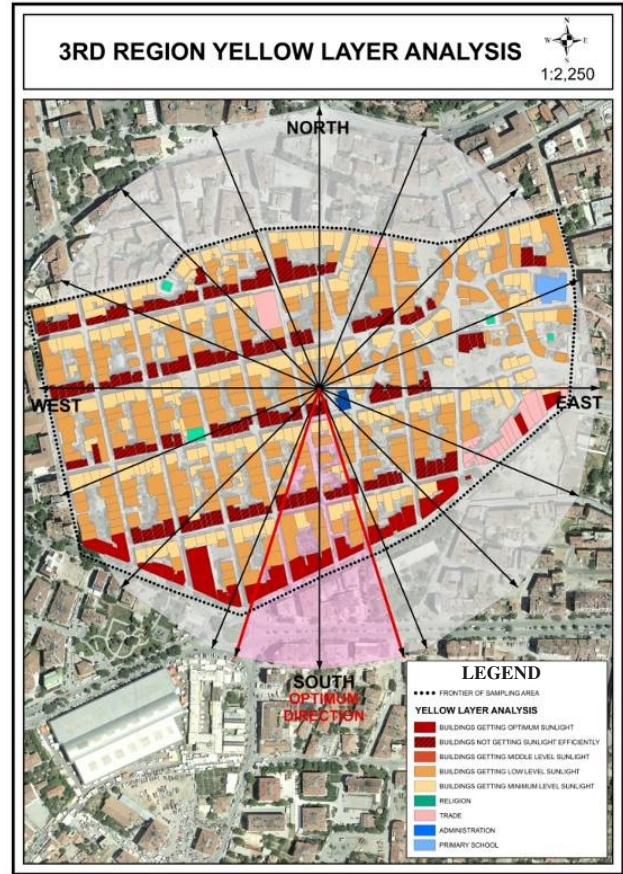 3RD REGION YELLOW LAYER ANALYSIS
N
W E
S
1:2,250
NORTH
WEST
EAST
SOUTH
OPTIMUM
DIRECTION
LEGEND
FRONTIER OF SAMPLING AREA
YELLOW LAYER ANALYSIS
BUILDINGS GETTING OPTIMUM SUNLIGHT
BUILDINGS NOT GETTING SUNLIGHT EFFICIENTLY
BUILDINGS GETTING MIDDLE LEVEL SUNLIGHT
BUILDINGS GETTING LOW LEVEL SUNLIGHT
BUILDINGS GETTING MINIMUM LEVEL SUNLIGHT
RELIGION
TRADE
ADMINISTRATION
PRIMARY SCHOOL